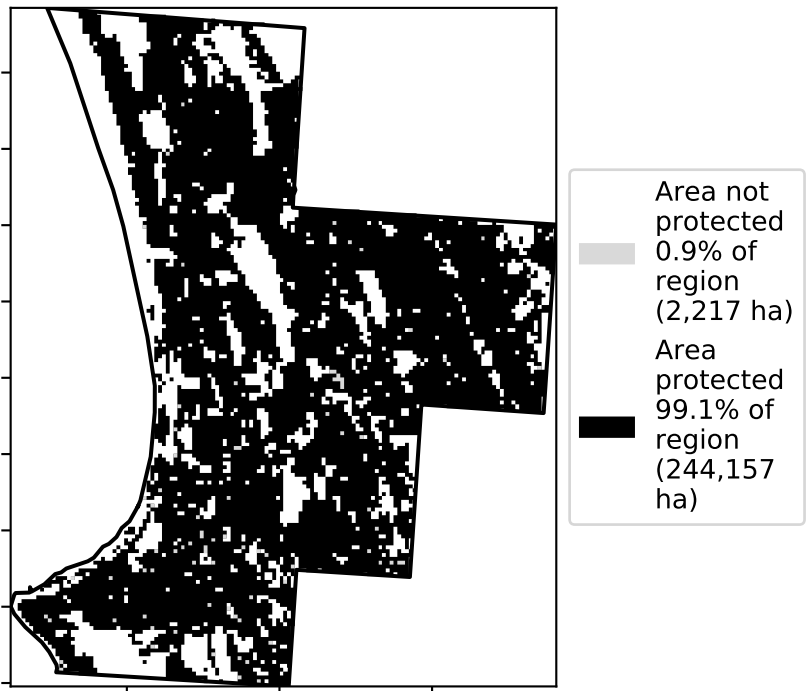 Area not
protected
0.9% of
region
(2,217 ha)
Area
protected
99.1% of
region
(244,157
ha)